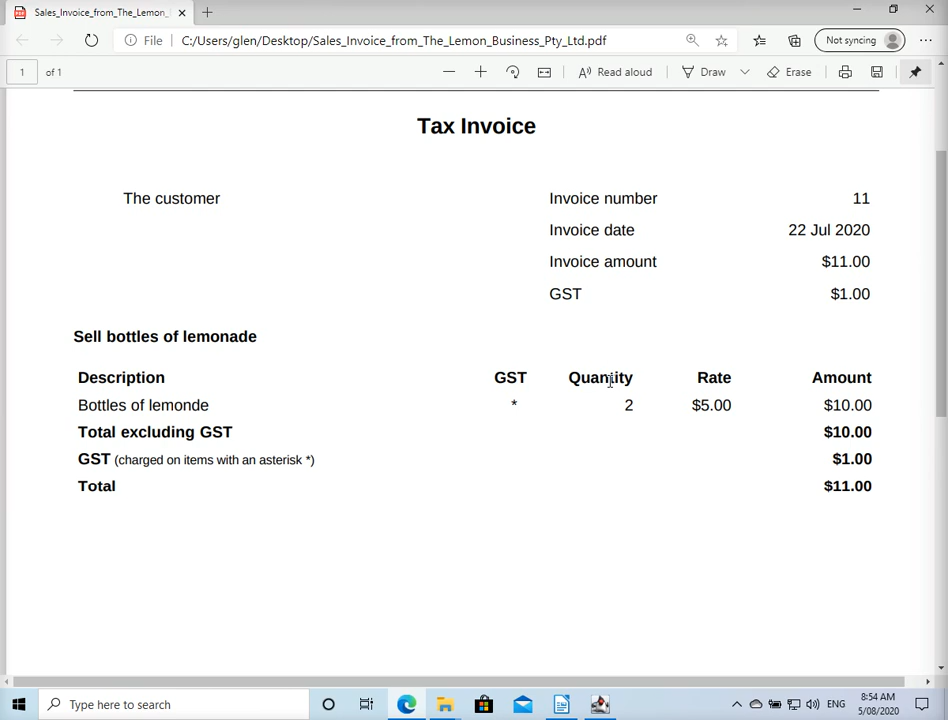 Sales_Invoice_from_The_Lemon_
File C:/Users/glen/Desktop/Sales_Invoice_from_The_Lemon_Business_Pty_Ltd.pdf Not syncing
1 of 1 Read aloud Draw Erase
Tax Invoice
The customer Invoice number 11
Invoice date 22 Jul 2020
Invoice amount $11.00
GST $1.00
Sell bottles of lemonade
Description GST Quantity Rate Amount
Bottles of lemonde * 2 $5.00 $10.00
Total excluding GST $10.00
GST (charged on items with an asterisk *) $1.00
Total $11.00
Type here to search ENG 8:54 AM
5/08/2020